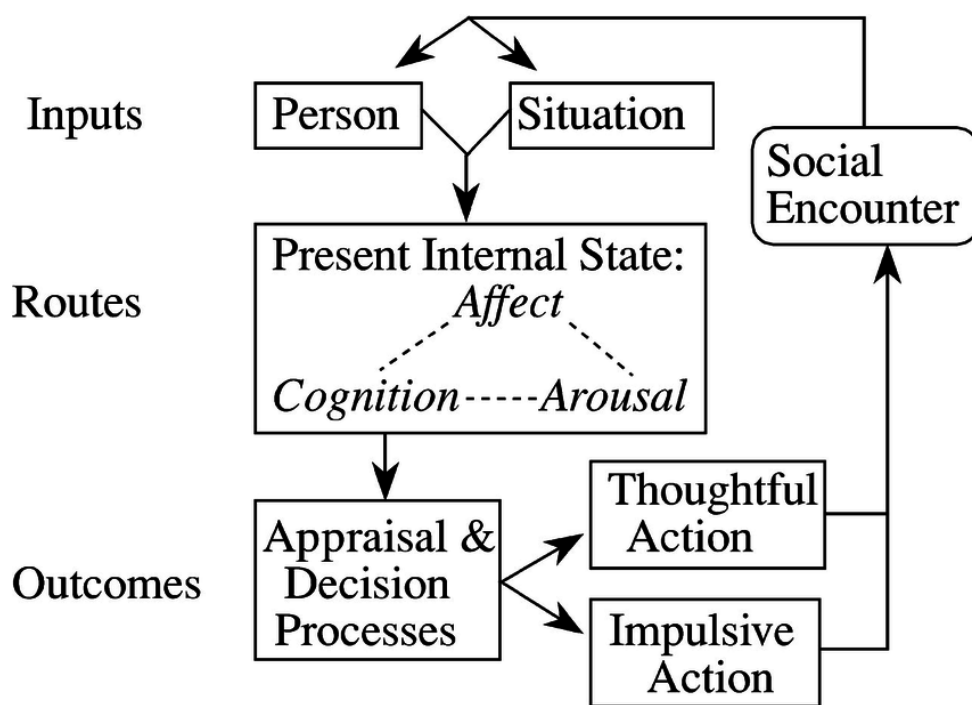 Inputs
Person
Situation
Social
Encounter
Routes
Present Internal State:
Affect
Cognition
Arousal
Outcomes
Appraisal &
Decision
Processes
Thoughtful
Action
Impulsive
Action